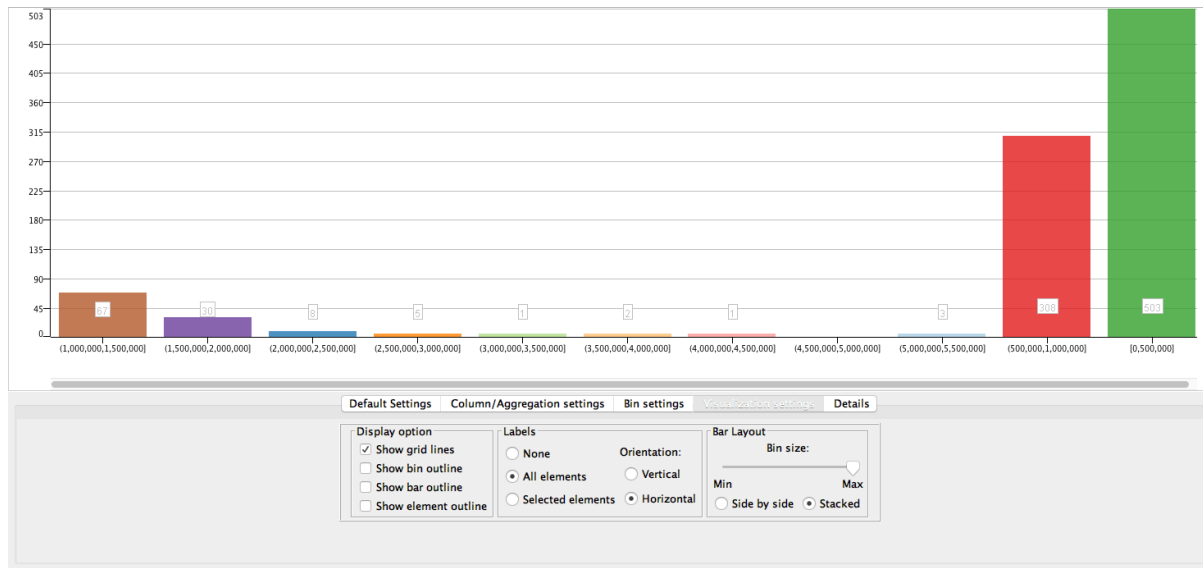 503
450
405
360
315
270
225
180
135
90
45
0
67
30
8
5
1
2
1
3
308
503
(1,000,000,1,500,000]
(1,500,000,2,000,000]
(2,000,000,2,500,000]
(2,500,000,3,000,000]
(3,000,000,3,500,000]
(3,500,000,4,000,000]
(4,000,000,4,500,000]
(4,500,000,5,000,000]
(5,000,000,5,500,000]
(500,000,1,000,000]
[0,500,000]
Default Settings
Column/Aggregation settings
Bin settings
Visualization settings
Details
Display option
Show grid lines
Show bin outline
Show bar outline
Show element outline
Labels
None
All elements
Selected elements
Orientation:
Vertical
Horizontal
Bar Layout
Bin size:
Min
Max
Side by side
Stacked